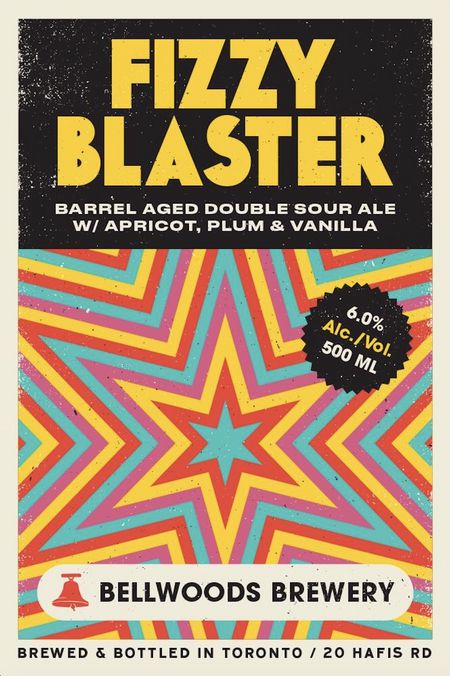 FIZZY
BLASTER
BARREL AGED DOUBLE SOUR ALE
W/ APRICOT, PLUM & VANILLA
6.0%
Alc./Vol.
500 ML
BELLWOODS BREWERY
BREWED & BOTTLED IN TORONTO / 20 HAFIS RD